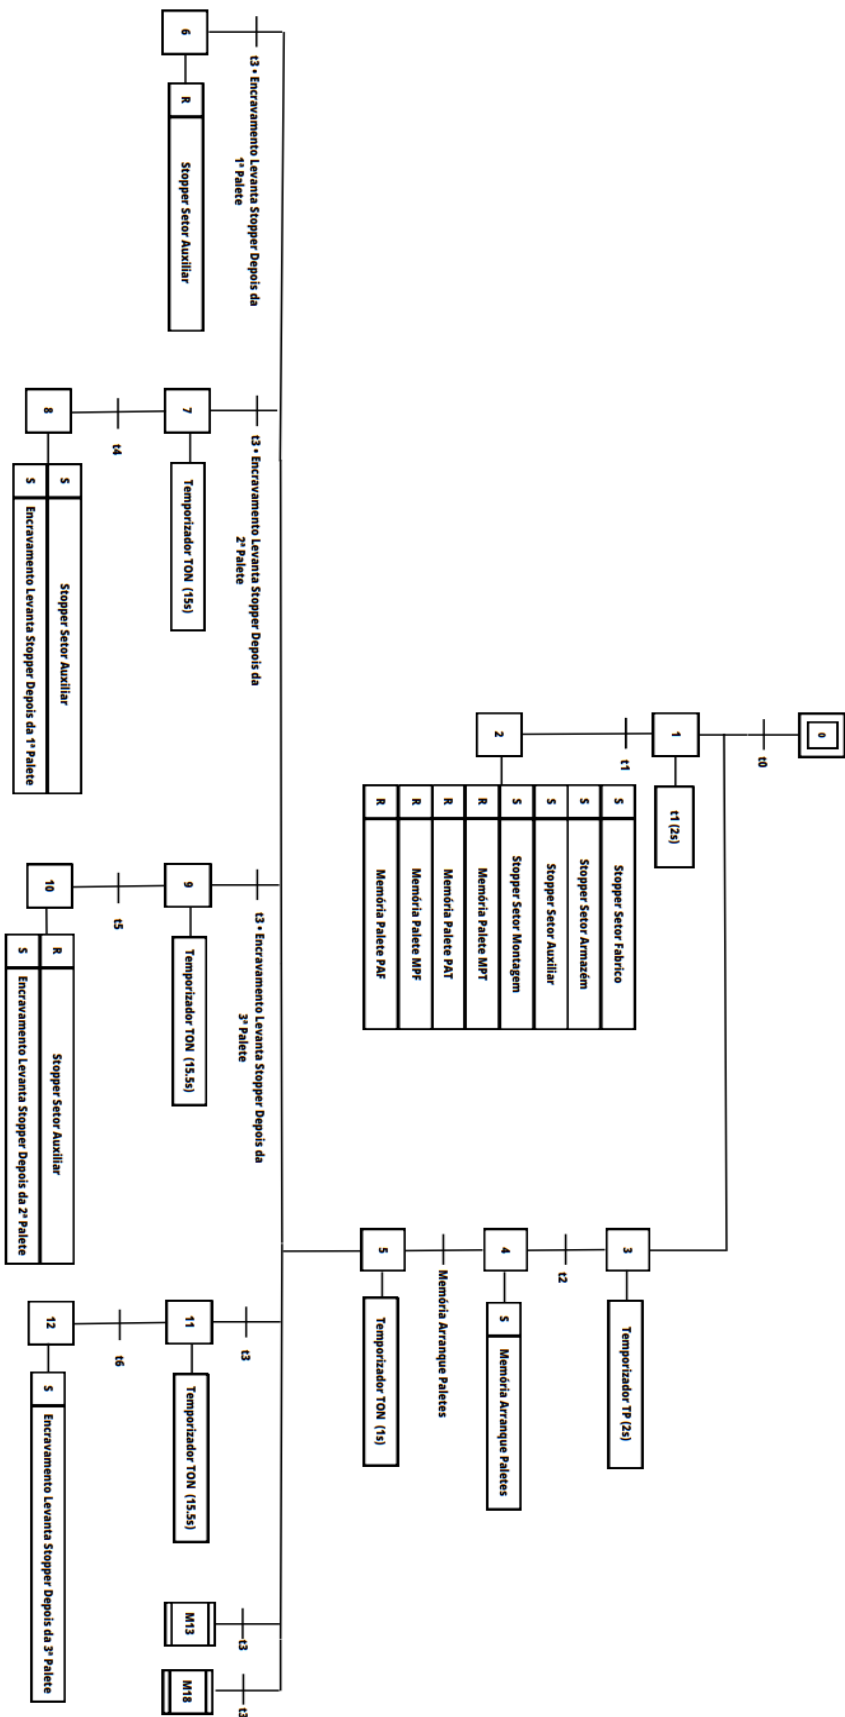 0
t0
1
t1 (2s)
t1
2
S Stopper Setor Fabrico
S Stopper Setor Armazém
S Stopper Setor Auxiliar
S Stopper Setor Montagem
R Memória Palete MPT
R Memória Palete PAT
R Memória Palete MPF
R Memória Palete PAF
3
Temporizador TP (2s)
t2
4
S Memória Arranque Paletes
Memória Arranque Paletes
5
Temporizador TON (1s)
t3 • Encravamento Levanta Stopper Depois da
1ª Palete
6
R Stopper Setor Auxiliar
t3 • Encravamento Levanta Stopper Depois da
2ª Palete
7
Temporizador TON (15s)
t4
8
S Stopper Setor Auxiliar
S Encravamento Levanta Stopper Depois da 1ª Palete
t3 • Encravamento Levanta Stopper Depois da
3ª Palete
9
Temporizador TON (15.5s)
t5
10
R Stopper Setor Auxiliar
S Encravamento Levanta Stopper Depois da 2ª Palete
t3
11
Temporizador TON (15.5s)
t6
12
S Encravamento Levanta Stopper Depois da 3ª Palete
t3
M13
t3
M18